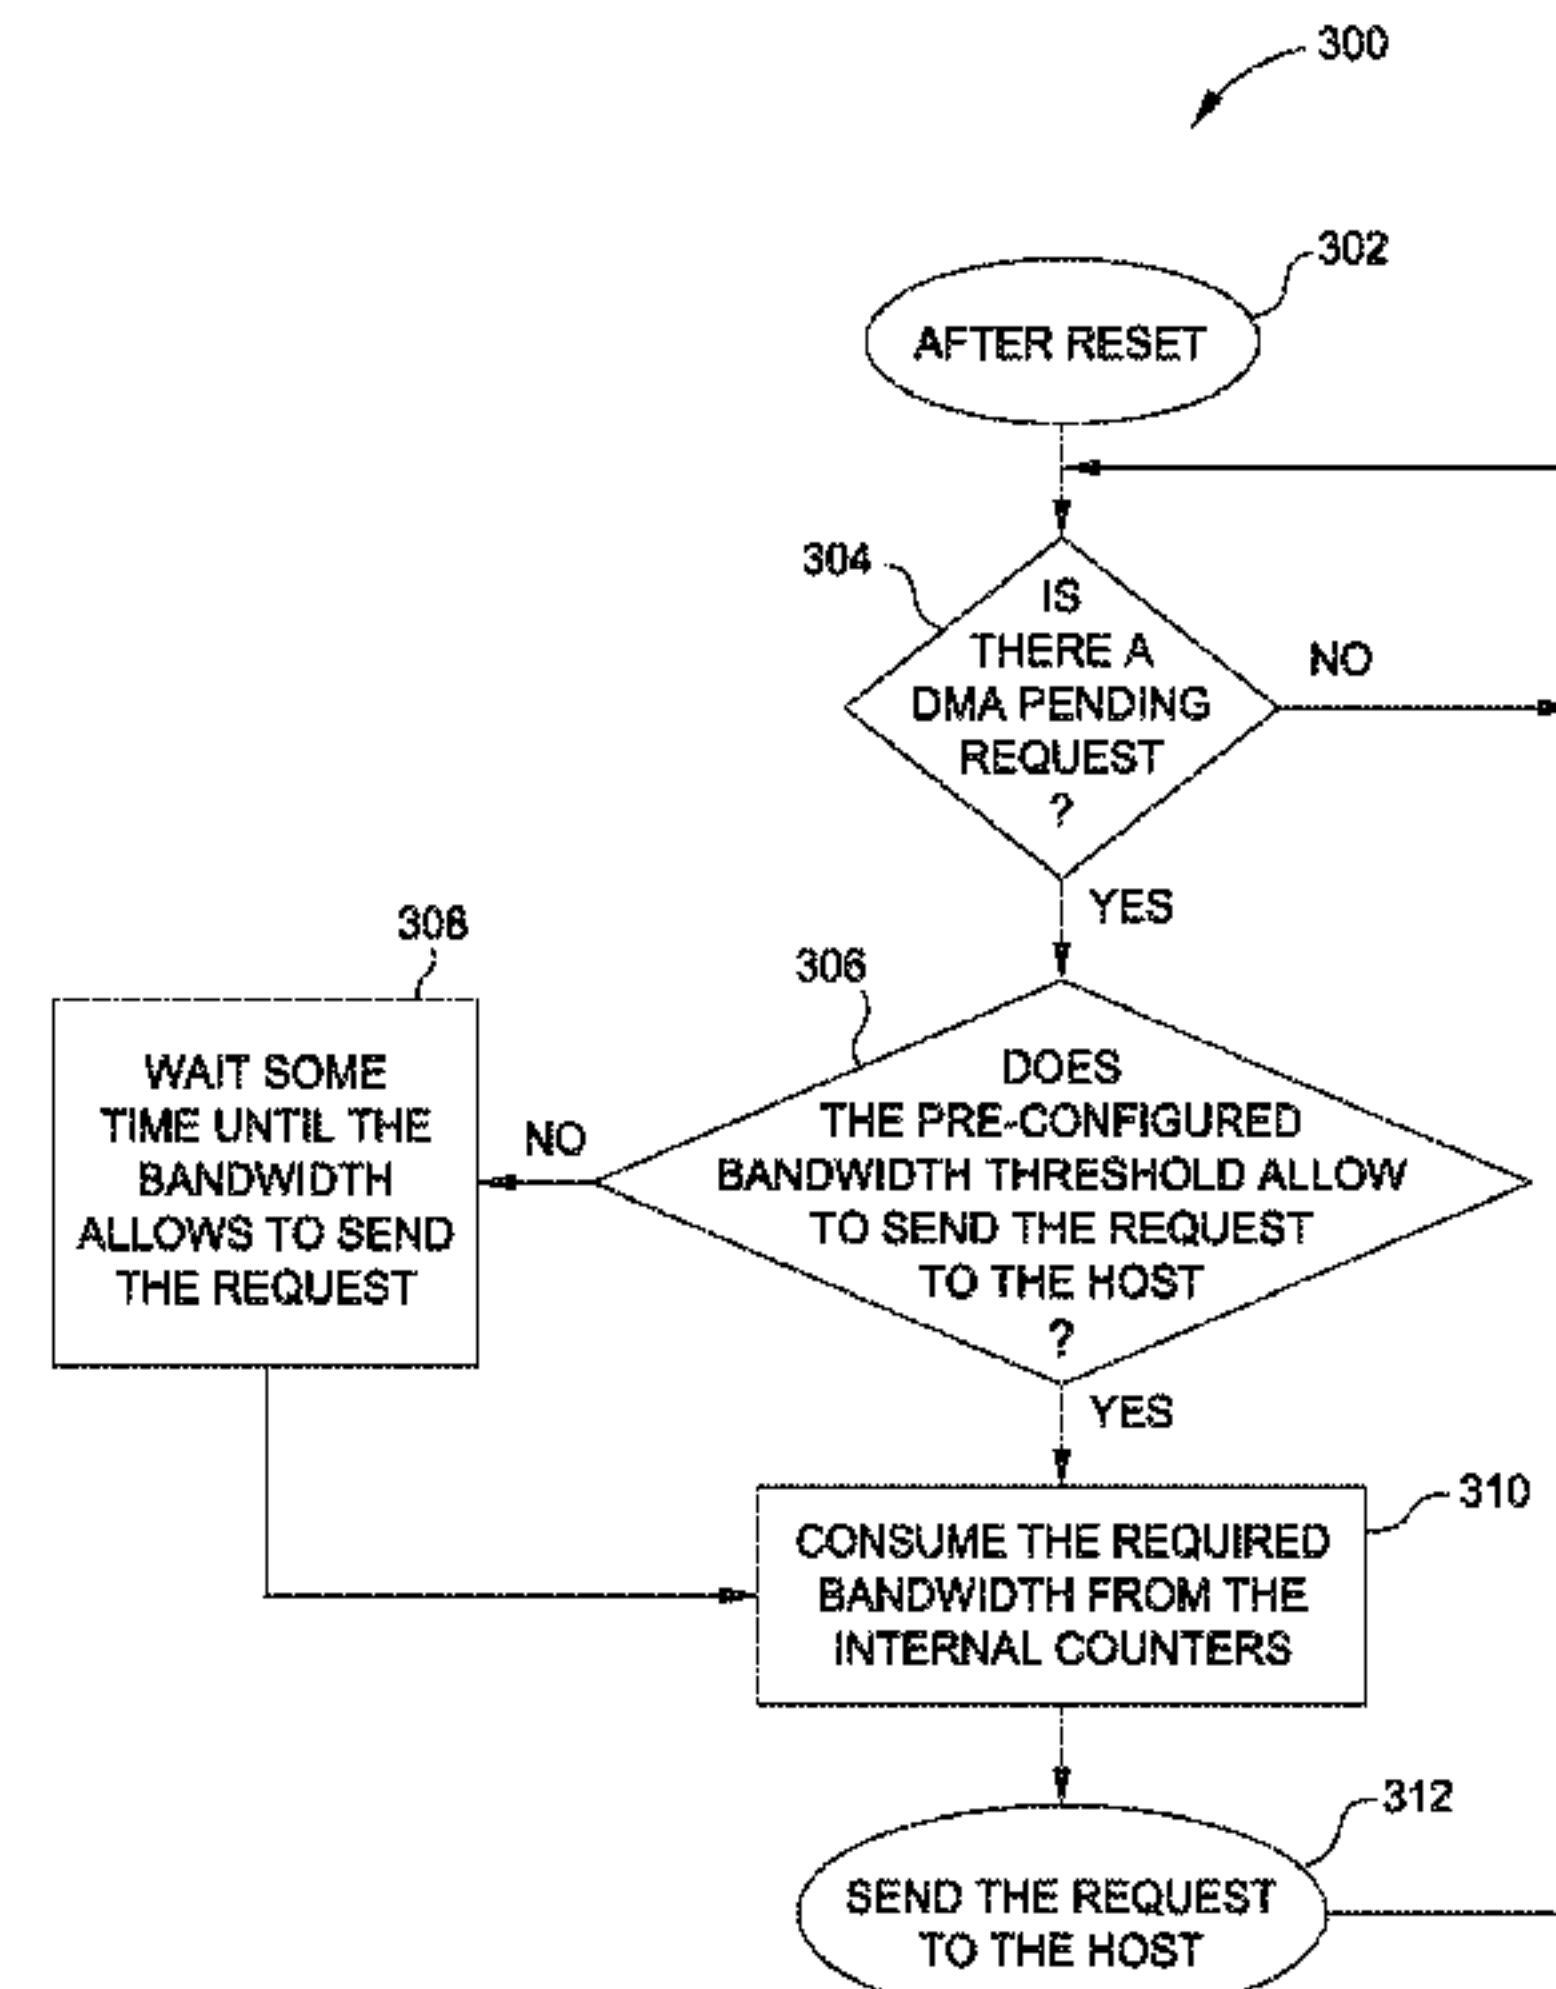 300
302
AFTER RESET
304
IS
THERE A
DMA PENDING
REQUEST
?
NO
YES
308
306
WAIT SOME
TIME UNTIL THE
BANDWIDTH
ALLOWS TO SEND
THE REQUEST
NO
DOES
THE PRE-CONFIGURED
BANDWIDTH THRESHOLD ALLOW
TO SEND THE REQUEST
TO THE HOST
?
YES
310
CONSUME THE REQUIRED
BANDWIDTH FROM THE
INTERNAL COUNTERS
312
SEND THE REQUEST
TO THE HOST